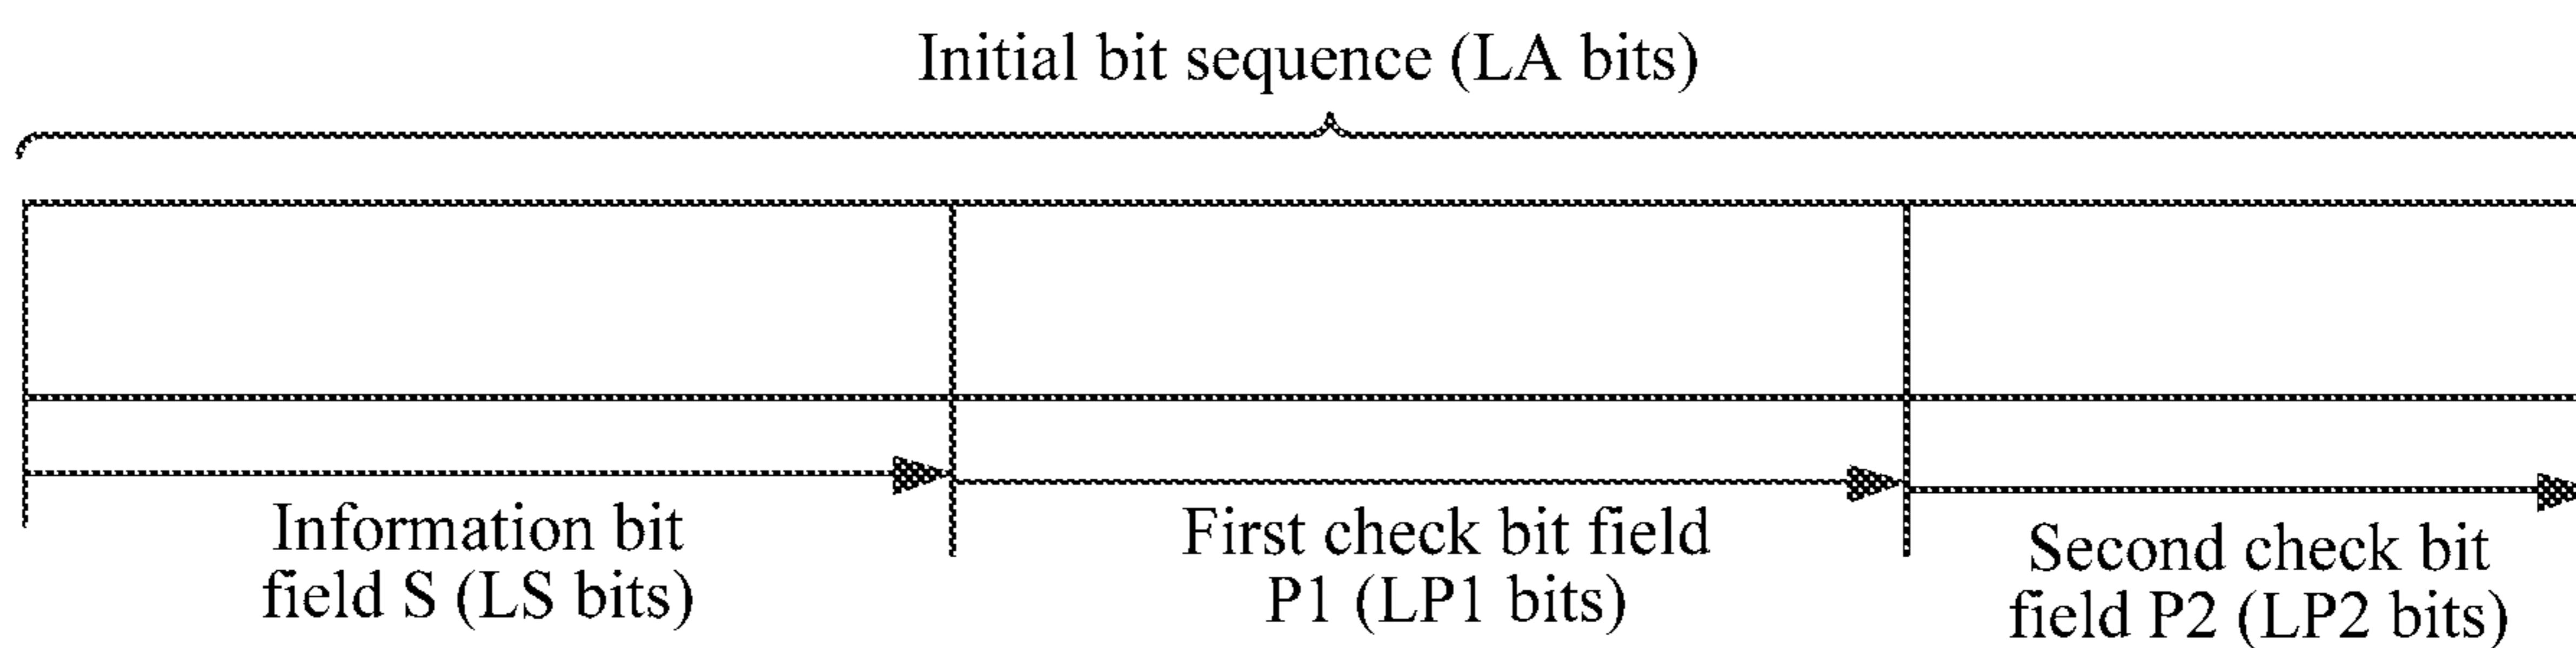 Initial bit sequence (LA bits)
Information bit
field S (LS bits)
First check bit field
P1 (LP1 bits)
Second check bit
field P2 (LP2 bits)